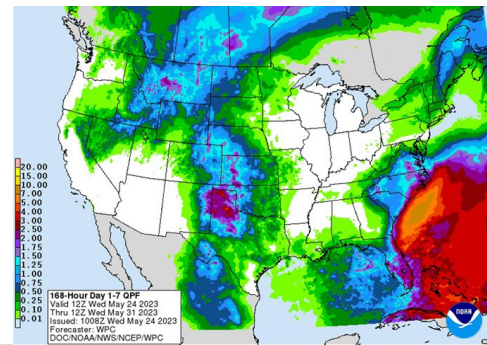 20.00
15.00
10.00
7.00
5.00
4.00
3.00
2.50
2.00
1.75
1.50
1.25
1.00
0.75
0.50
0.25
0.10
0.01
168-Hour Day 1-7 QPF
Valid 12Z Wed May 24 2023
Thru 12Z Wed May 31 2023
Issued: 1008Z Wed May 24 2023
Forecaster: WPC
DOC/NOAA/NWS/NCEP/WPC
NOAA